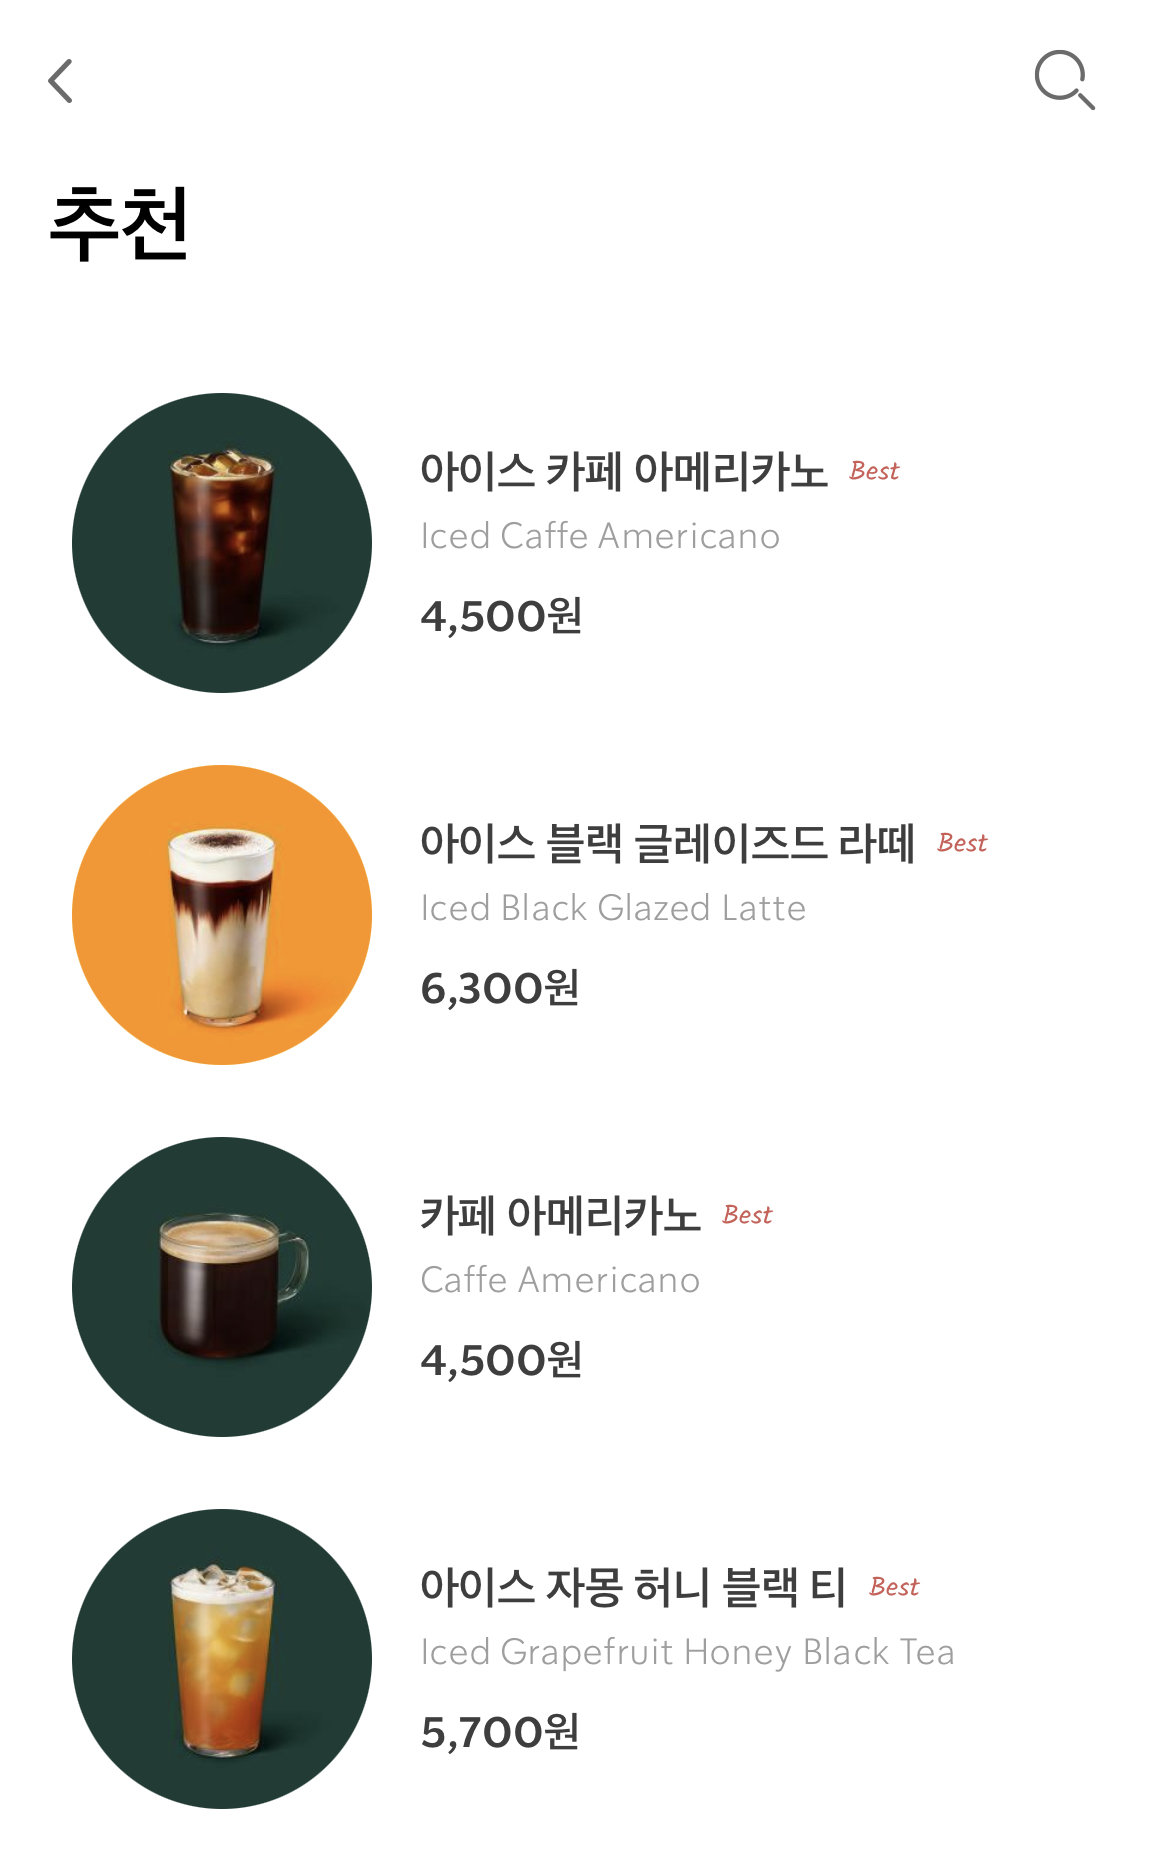 추천
아이스 카페 아메리카노 Best
Iced Caffe Americano
4,500원
아이스 블랙 글레이즈드 라떼 Best
Iced Black Glazed Latte
6,300원
카페 아메리카노 Best
Caffe Americano
4,500원
아이스 자몽 허니 블랙 티 Best
Iced Grapefruit Honey Black Tea
5,700원